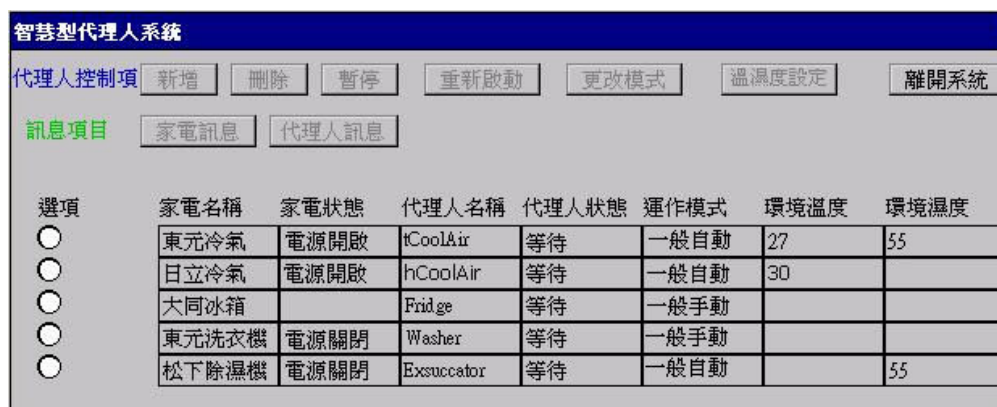 智慧型代理人系統
代理人控制項 新增 刪除 暫停 重新啟動 更改模式 溫濕度設定 離開系統
訊息項目 家電訊息 代理人訊息
選項 家電名稱 家電狀態 代理人名稱 代理人狀態 運作模式 環境溫度 環境濕度
東元冷氣 電源開啟 tCoolAir 等待 一般自動 27 55
日立冷氣 電源開啟 hCoolAir 等待 一般自動 30
大同冰箱 Fridge 等待 一般手動
東元洗衣機 電源關閉 Washer 等待 一般手動
松下除濕機 電源關閉 Exsuccator 等待 一般自動 55